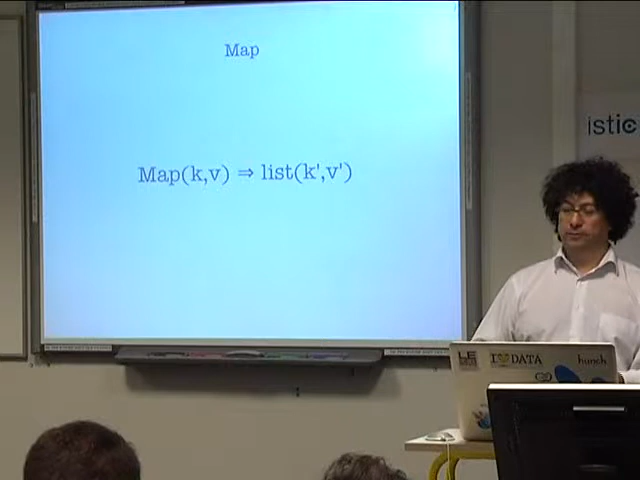 Map
Map(k,v) ⇒ list(k',v')
istic
I DATA
hunch